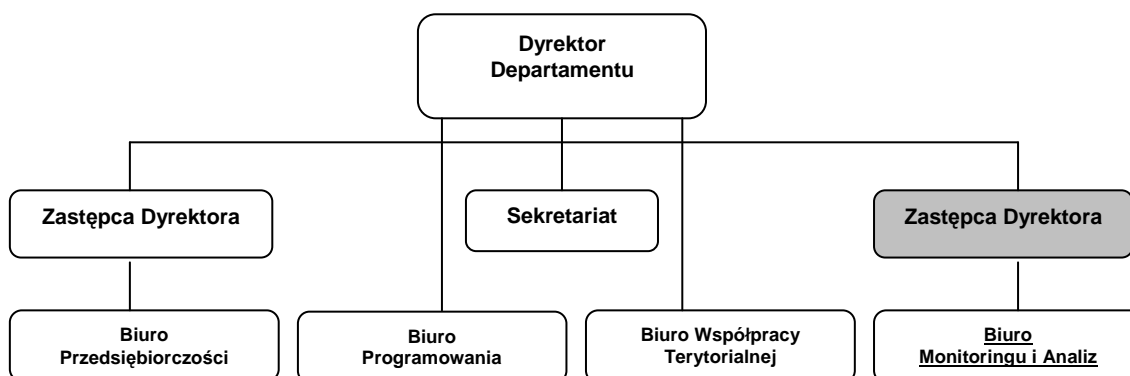 Dyrektor
Departamentu
Zastępca Dyrektora
Sekretariat
Zastępca Dyrektora
Biuro
Przedsiębiorczości
Biuro
Programowania
Biuro Współpracy
Terytorialnej
Biuro
Monitoringu i Analiz